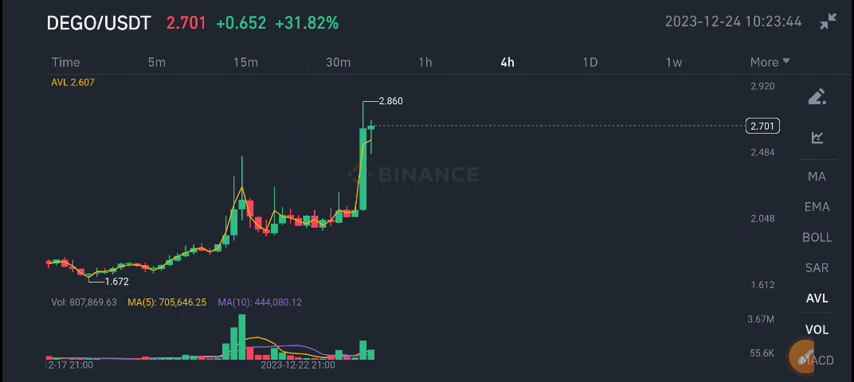 DEGO/USDT 2.701 +0.652 +31.82% 2023-12-24 10:23:44
Time 5m 15m 30m 1h 4h 1D 1w More
AVL 2.607
2.920
2.860
2.701
2.484
BINANCE
MA
EMA
2.048
BOLL
SAR
1.672
1.612
AVL
Vol: 807,869.63 MA(5): 705,646.25 MA(10): 444,080.12
3.67M
VOL
55.6K
MACD
2-17 21:00 2023-12-22 21:00